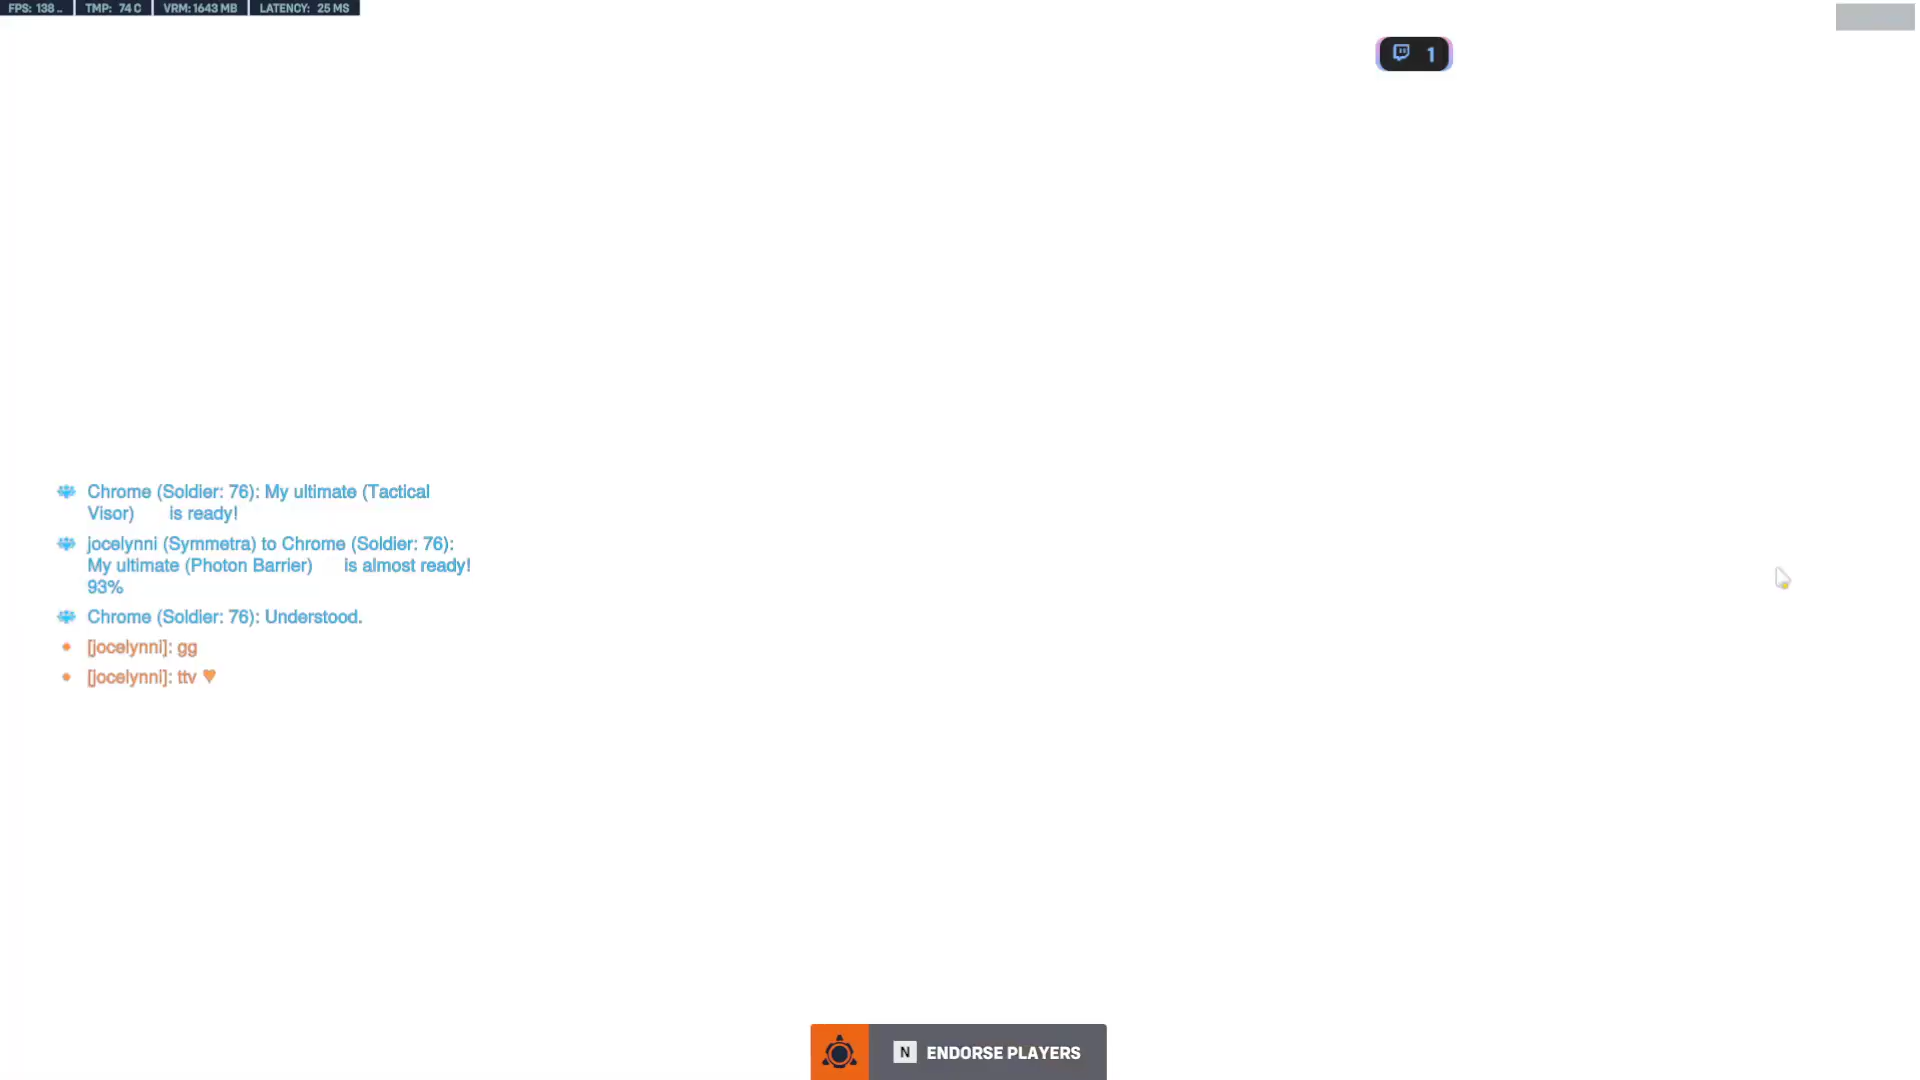 FPS: 138 ... TMP: 74 C VRM: 1643 MB LATENCY: 25 MS
1
Chrome (Soldier: 76): My ultimate (Tactical
Visor) is ready!
jocelynni (Symmetra) to Chrome (Soldier: 76):
My ultimate (Photon Barrier) is almost ready!
93%
Chrome (Soldier: 76): Understood.
[jocelynni]: gg
[jocelynni]: ttv ♥
N ENDORSE PLAYERS